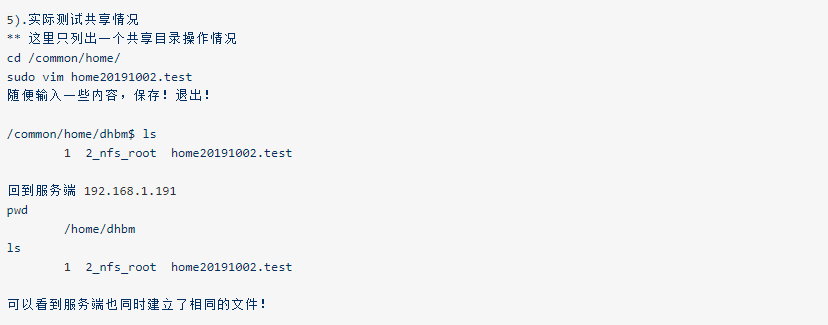 5).实际测试共享情况
** 这里只列出一个共享目录操作情况
cd /common/home/
sudo vim home20191002.test
随便输入一些内容，保存！退出！
/common/home/dhbm$ ls
1  2_nfs_root  home20191002.test
回到服务端 192.168.1.191
pwd
/home/dhbm
ls
1  2_nfs_root  home20191002.test
可以看到服务端也同时建立了相同的文件！